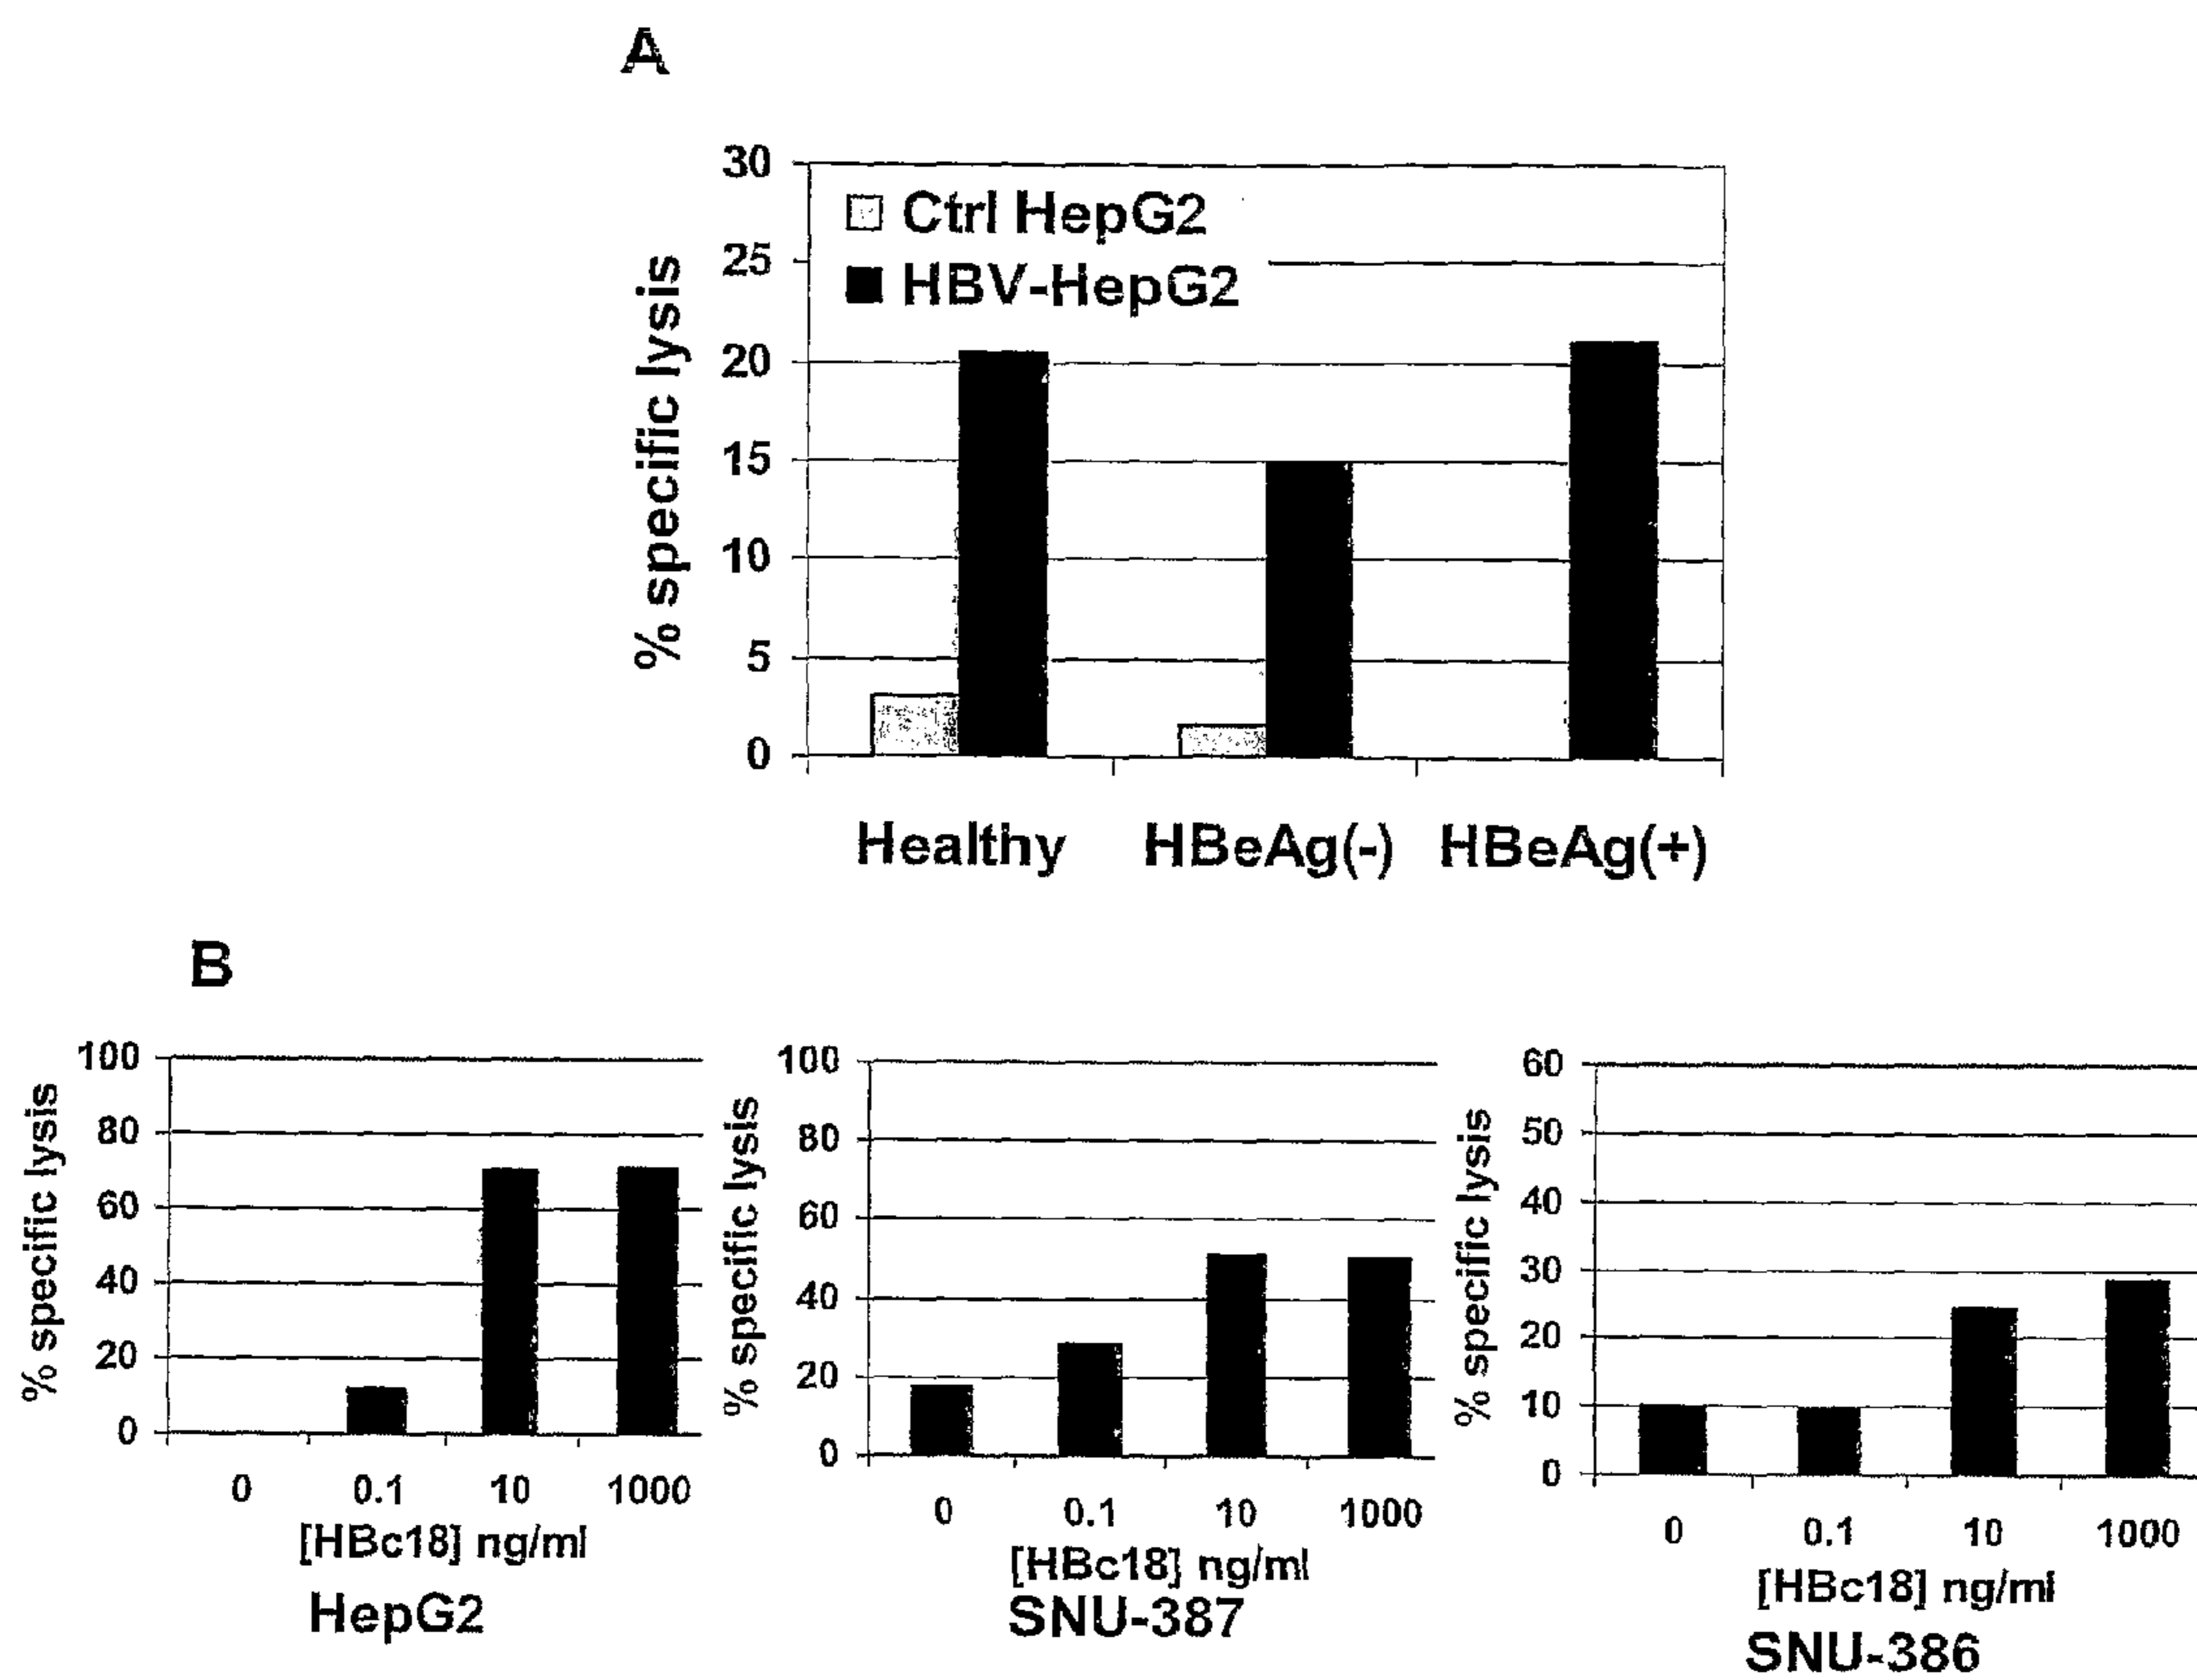 A
% specific lysis
30
25
20
15
10
5
0
Ctrl HepG2
HBV-HepG2
Healthy HBeAg(-) HBeAg(+)
B
% specific lysis
100
80
60
40
20
0
0 0.1 10 1000
[HBc18] ng/ml
HepG2
% specific lysis
100
80
60
40
20
0
0 0.1 10 1000
[HBc18] ng/ml
SNU-387
% specific lysis
60
50
40
30
20
10
0
0 0.1 10 1000
[HBc18] ng/ml
SNU-386